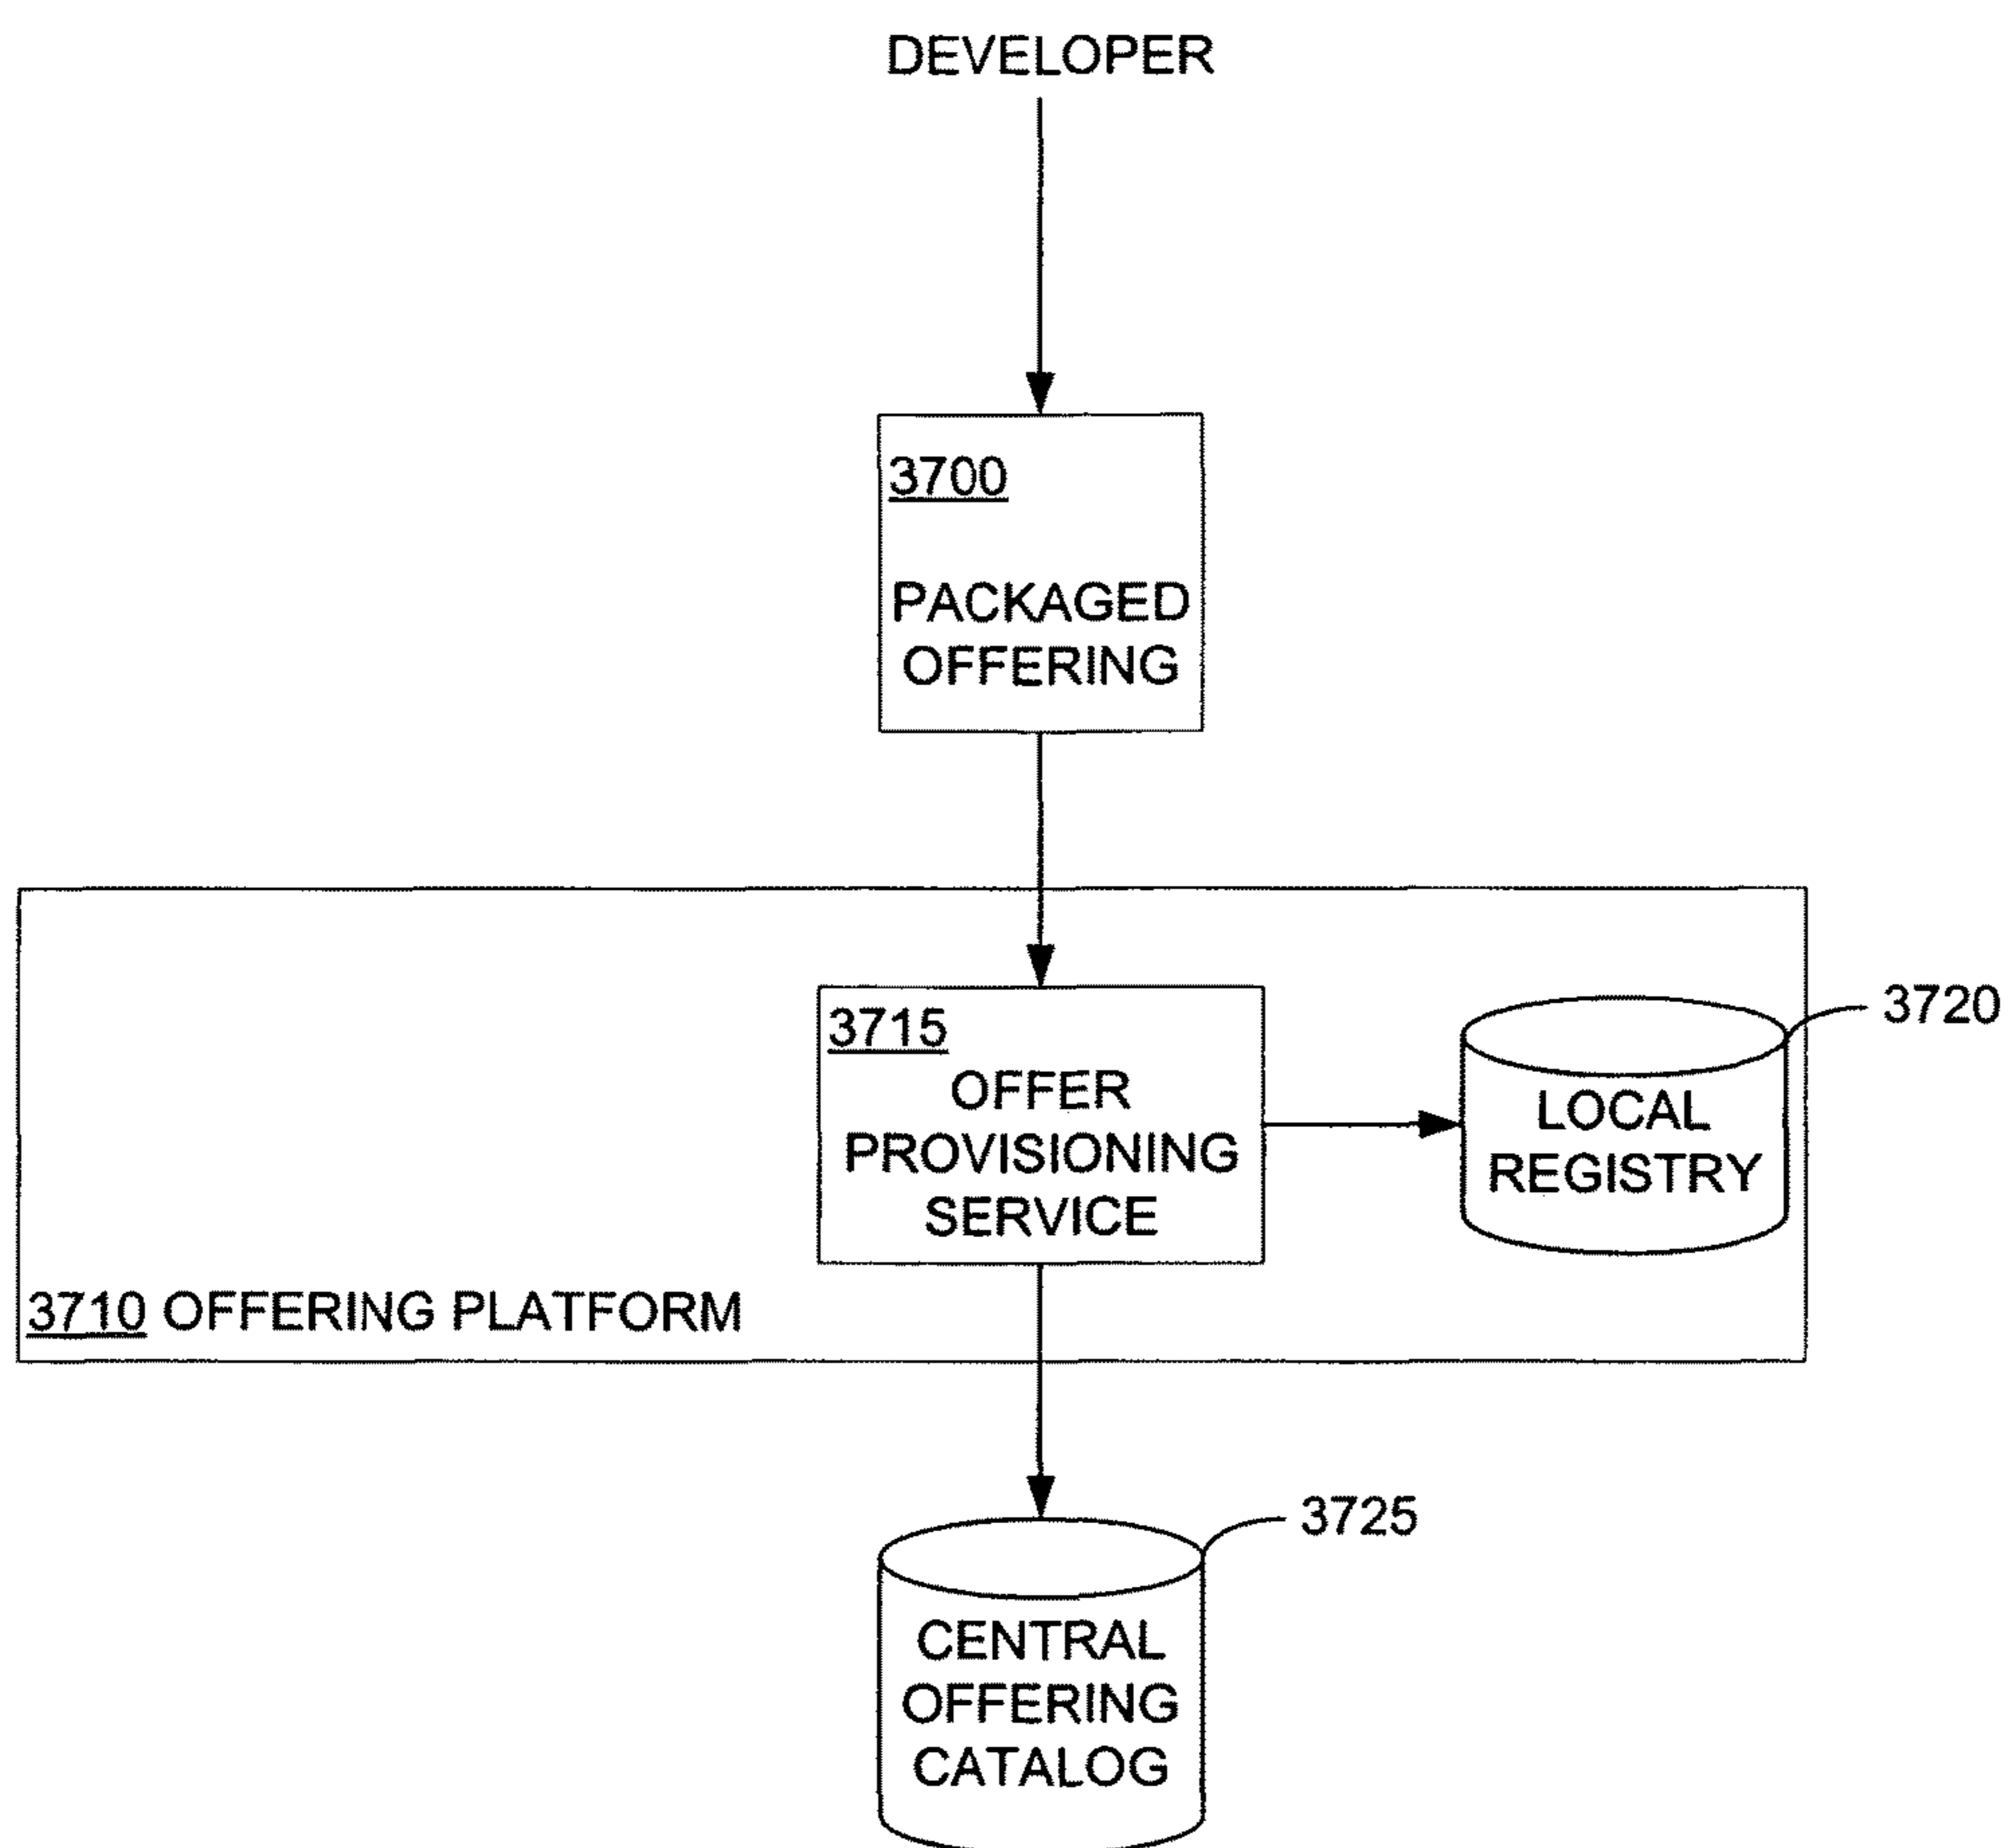 DEVELOPER
3700
PACKAGED
OFFERING
3715
OFFER
PROVISIONING
SERVICE
3720
LOCAL
REGISTRY
3710 OFFERING PLATFORM
3725
CENTRAL
OFFERING
CATALOG